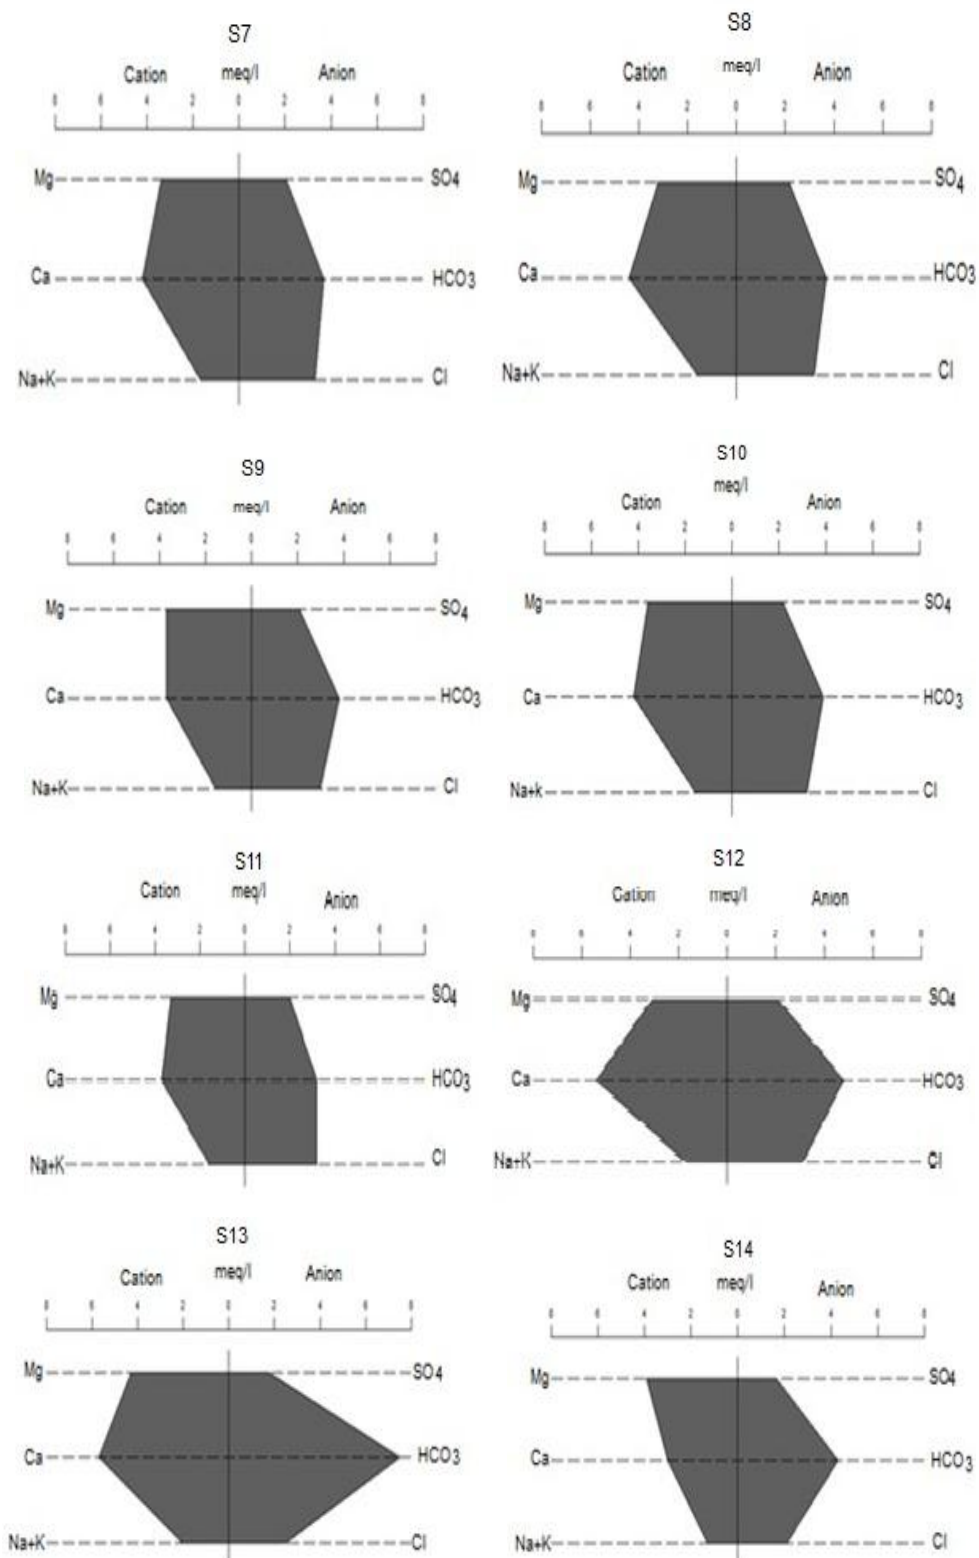 S7
Cation meq/l Anion
8 6 4 2 0 2 4 6 8
Mg SO4
Ca HCO3
Na+K Cl
S8
Cation meq/l Anion
8 6 4 2 0 2 4 6 8
Mg SO4
Ca HCO3
Na+K Cl
S9
Cation meq/l Anion
8 6 4 2 0 2 4 6 8
Mg SO4
Ca HCO3
Na+K Cl
S10
Cation meq/l Anion
8 6 4 2 0 2 4 6 8
Mg SO4
Ca HCO3
Na+k Cl
S11
Cation meq/l Anion
8 6 4 2 0 2 4 6 8
Mg SO4
Ca HCO3
Na+K Cl
S12
Cation meq/l Anion
8 6 4 2 0 2 4 6 8
Mg SO4
Ca HCO3
Na+K Cl
S13
Cation meq/l Anion
8 6 4 2 0 2 4 6 8
Mg SO4
Ca HCO3
Na+K Cl
S14
Cation meq/l Anion
8 6 4 2 0 2 4 6 8
Mg SO4
Ca HCO3
Na+K Cl